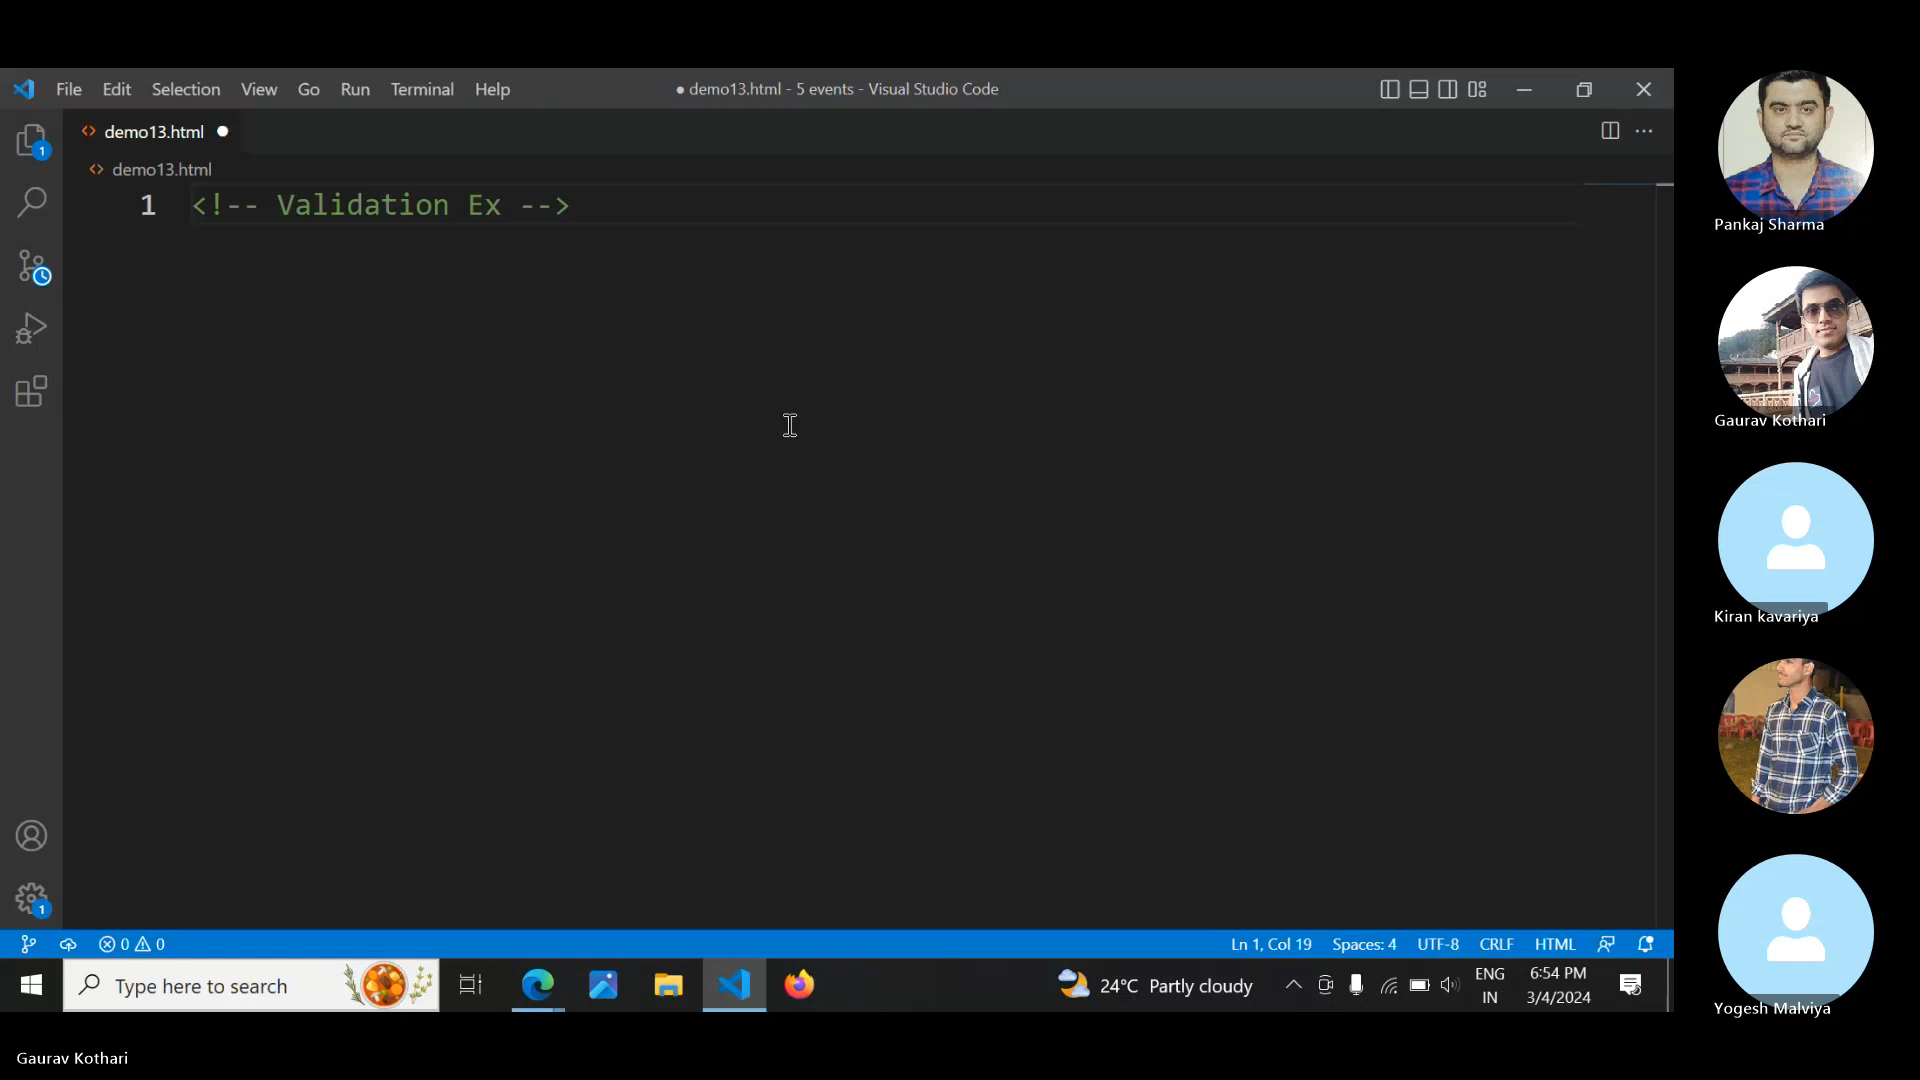 File Edit Selection View Go Run Terminal Help
● demo13.html - 5 events - Visual Studio Code
demo13.html
demo13.html
1 <!-- Validation Ex -->
1
1
0 0
Ln 1, Col 19 Spaces: 4 UTF-8 CRLF HTML
Type here to search
24°C Partly cloudy
ENG
IN
6:54 PM
3/4/2024
Pankaj Sharma
Gaurav Kothari
Kiran kavariya
Yogesh Malviya
Gaurav Kothari